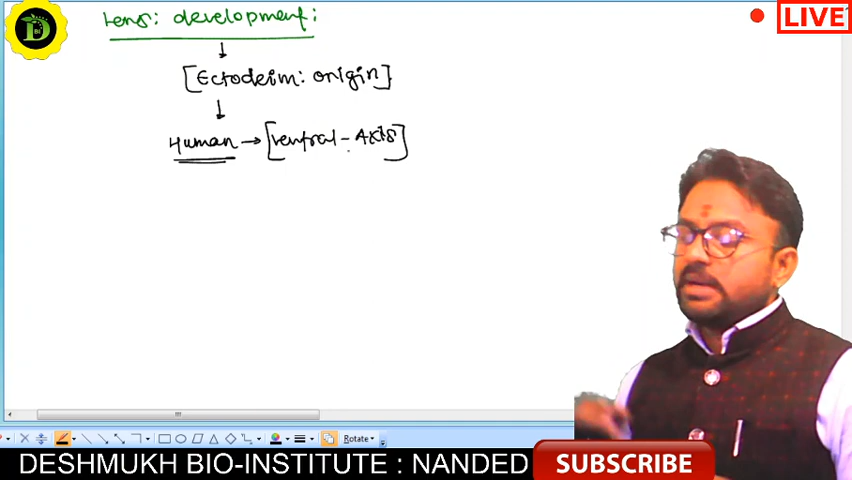 Lens: development:
LIVE
[Ectoderm: origin]
Human → [Ventral - Axis]
Rotate
DESHMUKH BIO-INSTITUTE : NANDED
SUBSCRIBE